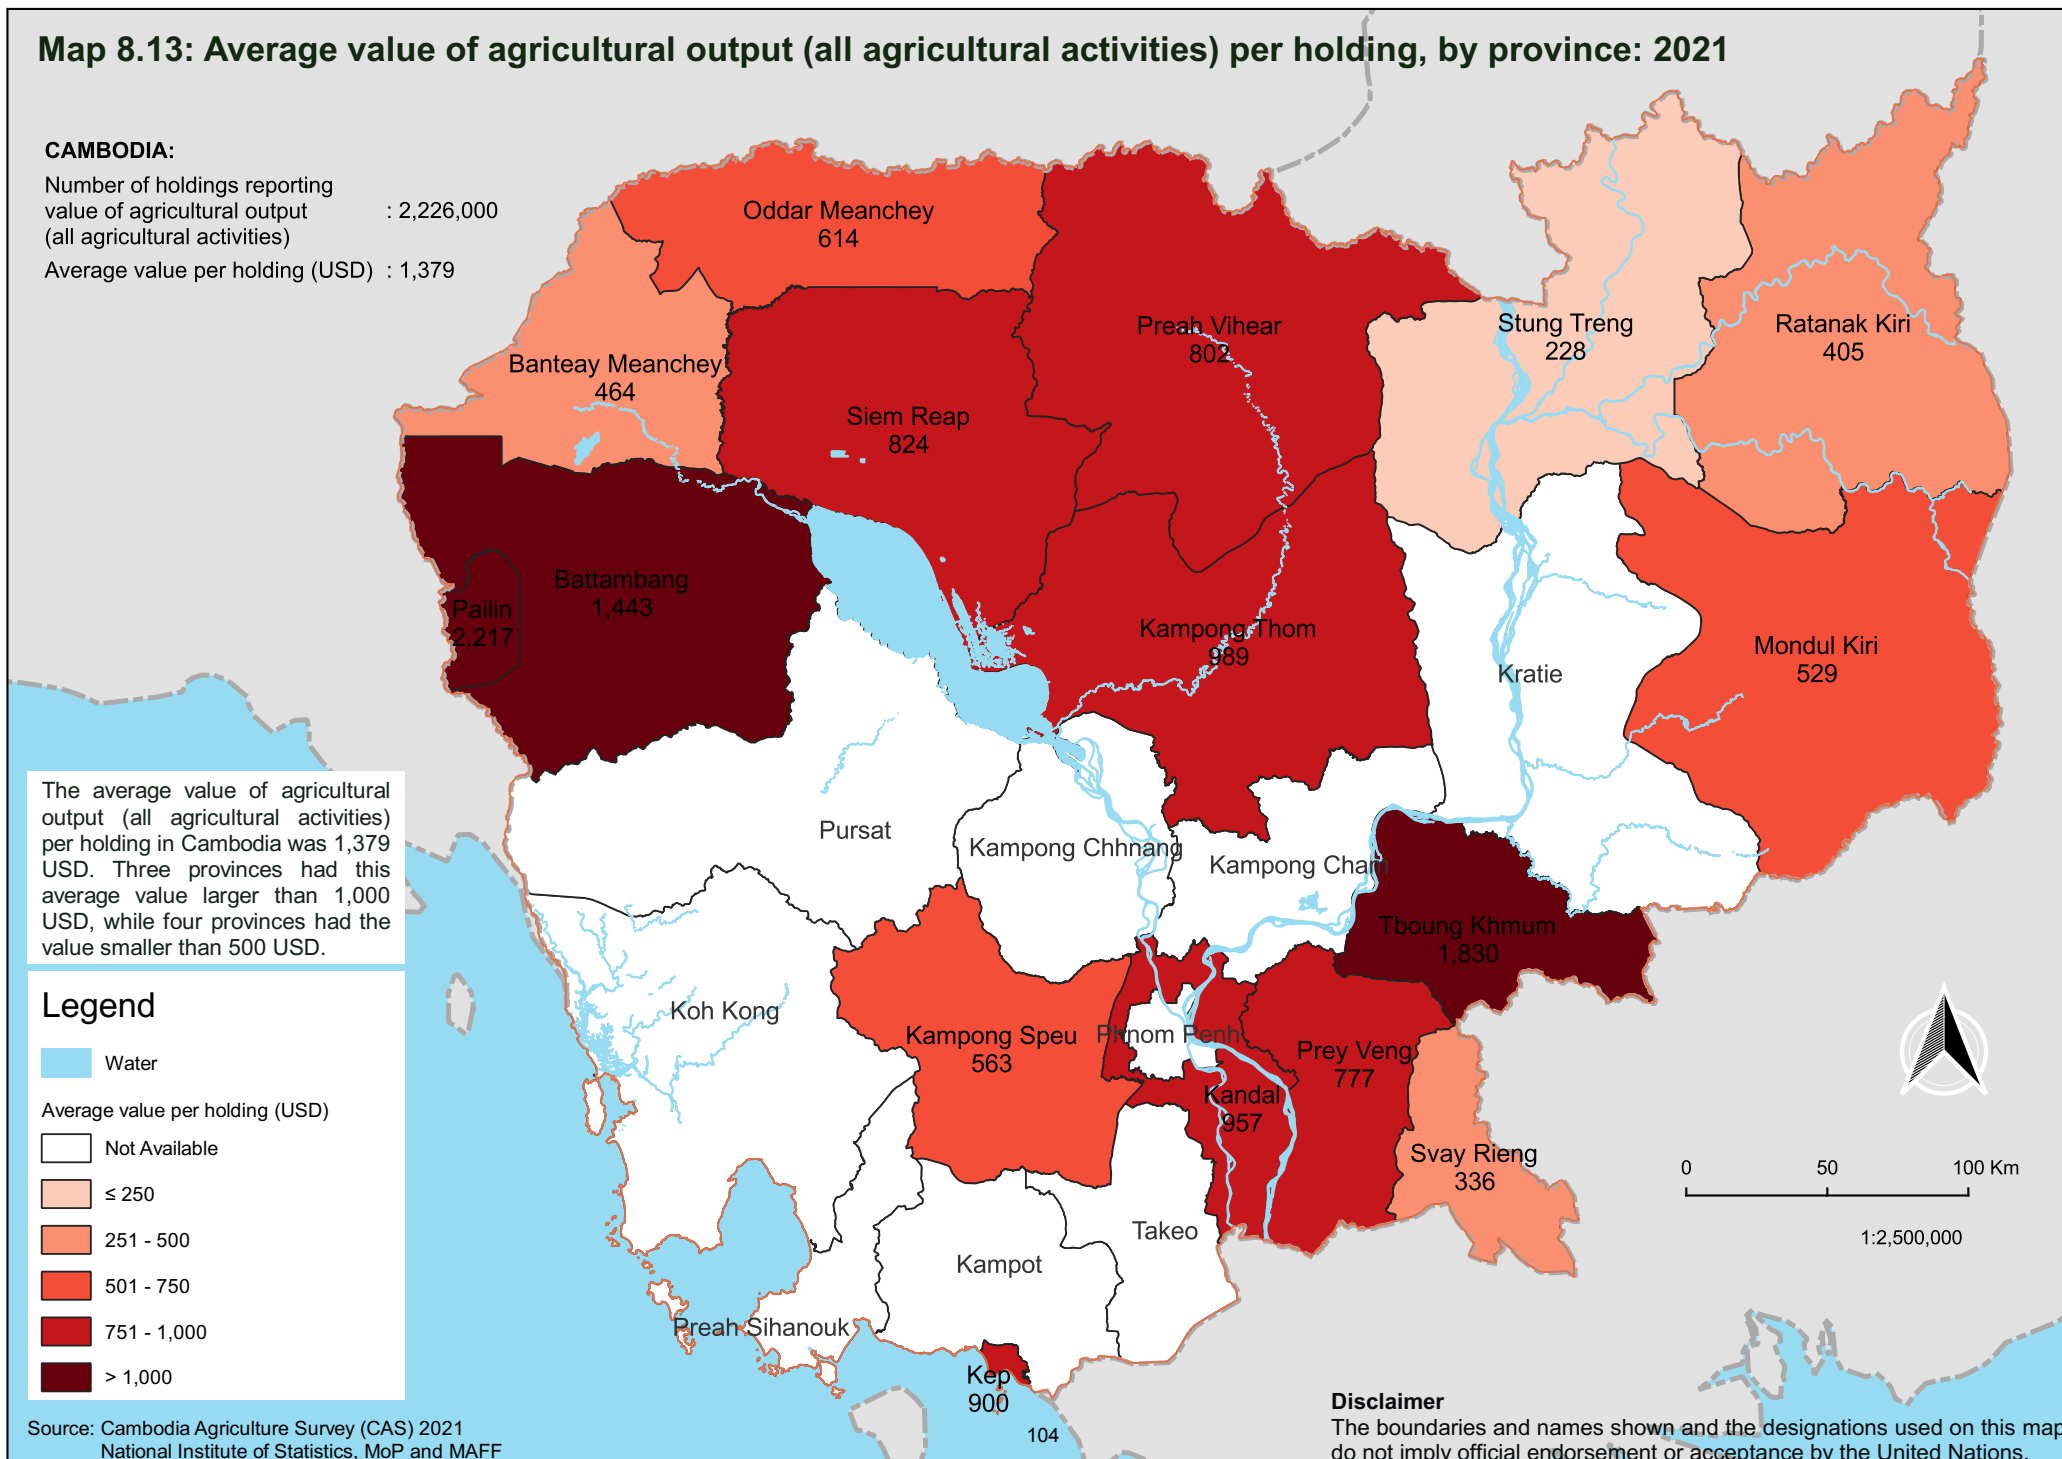 Map 8.13: Average value of agricultural output (all agricultural activities) per holding, by province: 2021
CAMBODIA:
Number of holdings reporting
value of agricultural output : 2,226,000
(all agricultural activities)
Average value per holding (USD) : 1,379
Oddar Meanchey
614
Preah Vihear
802
Stung Treng
228
Ratanak Kiri
405
Banteay Meanchey
464
Siem Reap
824
Battambang
1,443
Pailin
2,217
Kampong Thom
989
Kratie
Mondul Kiri
529
Pursat
Kampong Chhnang
Kampong Cham
Tboung Khmum
1,830
Koh Kong
Kampong Speu
563
Phnom Penh
Prey Veng
777
Kandal
957
Svay Rieng
336
Takeo
Kampot
Preah Sihanouk
Kep
900
The average value of agricultural
output (all agricultural activities)
per holding in Cambodia was 1,379
USD. Three provinces had this
average value larger than 1,000
USD, while four provinces had the
value smaller than 500 USD.
Legend
Water
Average value per holding (USD)
Not Available
≤ 250
251 - 500
501 - 750
751 - 1,000
> 1,000
0 50 100 Km
1:2,500,000
Source: Cambodia Agriculture Survey (CAS) 2021
National Institute of Statistics, MoP and MAFF
104
Disclaimer
The boundaries and names shown and the designations used on this map
do not imply official endorsement or acceptance by the United Nations.